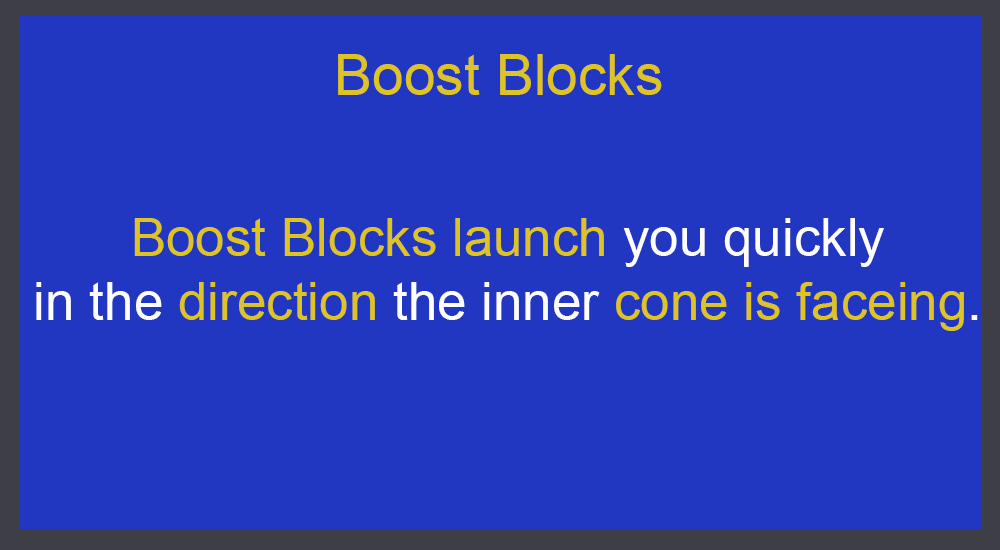 Boost Blocks
Boost Blocks launch you quickly
in the direction the inner cone is faceing.